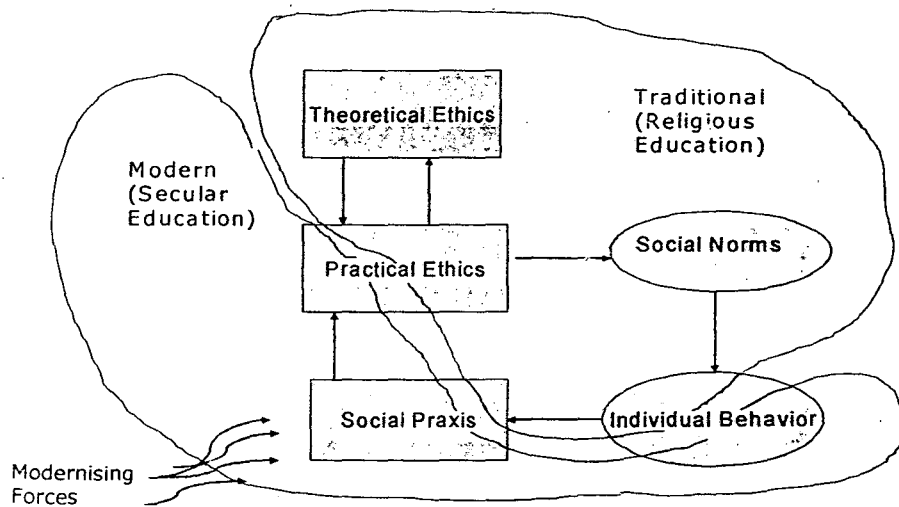 Theoretical Ethics
Traditional
(Religious
Education)
Modern
(Secular
Education)
Social Norms
Practical Ethics
Social Praxis
Individual Behavior
Modernising
Forces